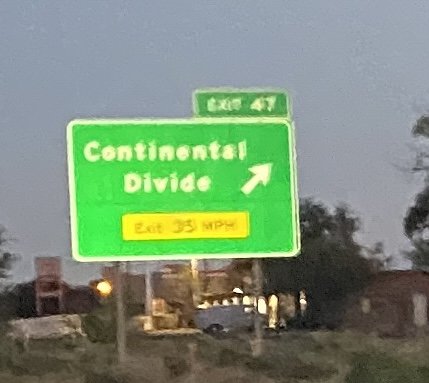 EXIT 47
Continental
Divide
Exit 35 MPH